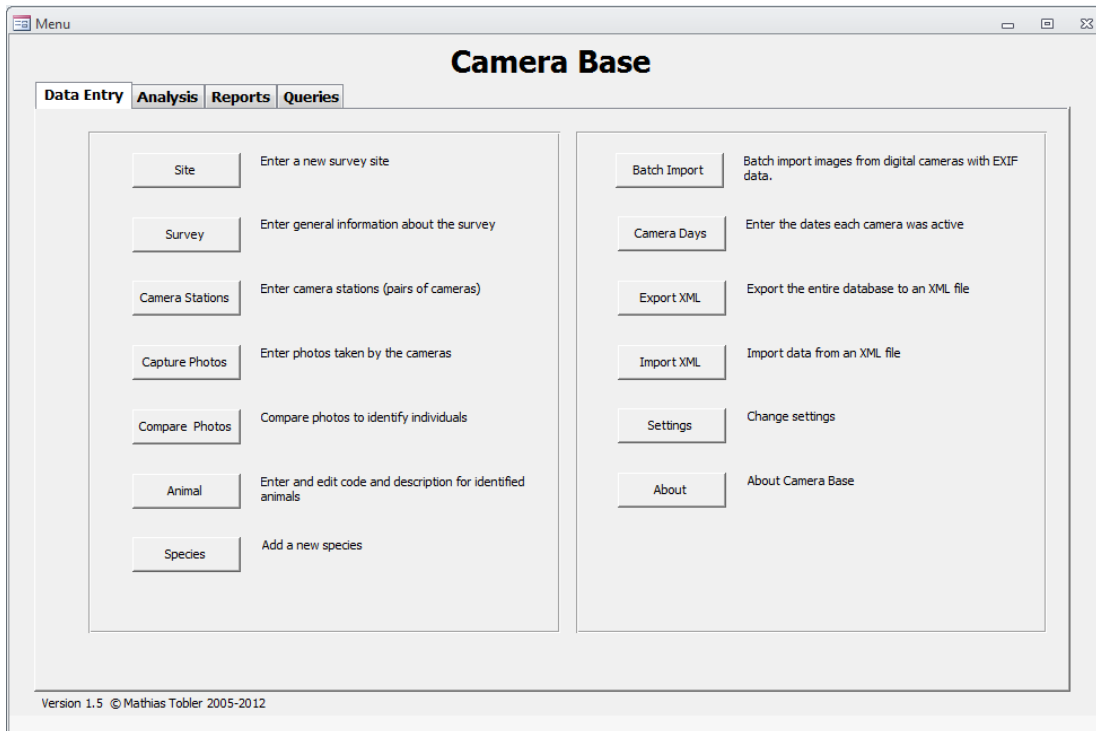 Menu
Camera Base
Data Entry Analysis Reports Queries
Site Enter a new survey site
Survey Enter general information about the survey
Camera Stations Enter camera stations (pairs of cameras)
Capture Photos Enter photos taken by the cameras
Compare Photos Compare photos to identify individuals
Animal Enter and edit code and description for identified
animals
Species Add a new species
Batch Import Batch import images from digital cameras with EXIF
data.
Camera Days Enter the dates each camera was active
Export XML Export the entire database to an XML file
Import XML Import data from an XML file
Settings Change settings
About About Camera Base
Version 1.5 © Mathias Tobler 2005-2012